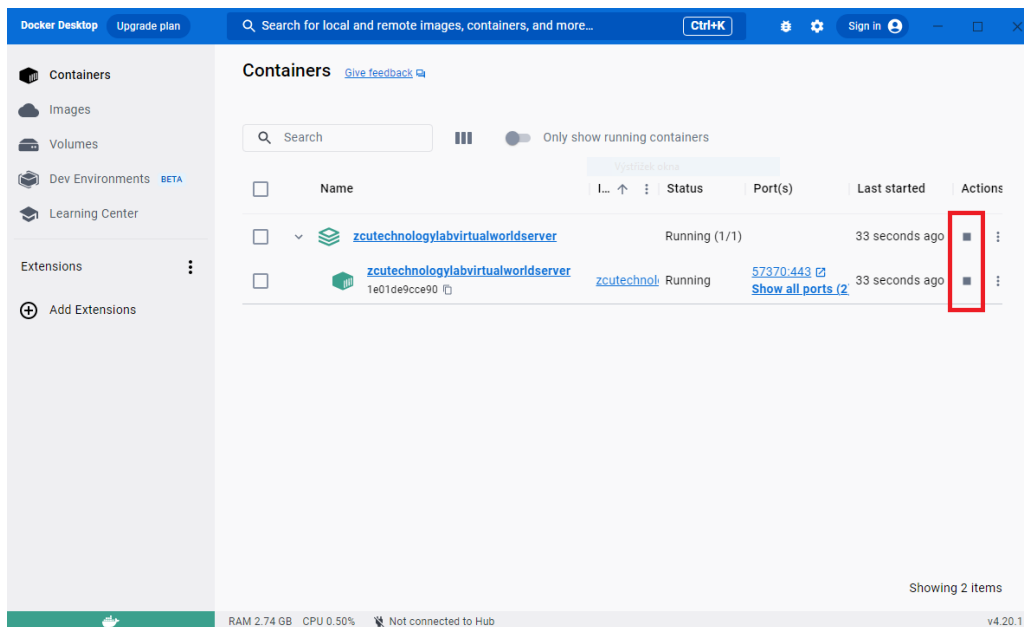 Docker Desktop Upgrade plan Search for local and remote images, containers, and more... Ctrl+K Sign in
Containers
Images
Volumes
Dev Environments BETA
Learning Center
Extensions
Add Extensions
Containers Give feedback
Search Only show running containers
Výstřižek okna
Name I... Status Port(s) Last started Actions
zcutechnologylabvirtualworldserver Running (1/1) 33 seconds ago
zcutechnologylabvirtualworldserver
1e01de9cce90
zcutechnol Running 57370:443 33 seconds ago
Show all ports (2
Showing 2 items
RAM 2.74 GB CPU 0.50% Not connected to Hub v4.20.1